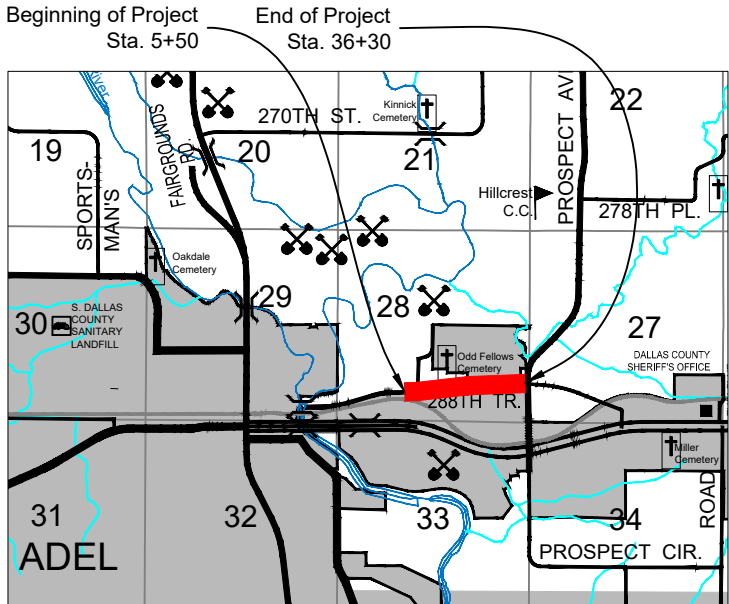 Beginning of Project
Sta. 5+50
End of Project
Sta. 36+30
River
22
Kinnick
Cemetery
270TH ST.
19
20
21
FAIRGROUNDS
RD.
PROSPECT AV
SPORTS-
MAN'S
Hillcrest
C.C.
278TH PL.
Oakdale
Cemetery
29
28
27
30
S. DALLAS
COUNTY
SANITARY
LANDFILL
Odd Fellows
Cemetery
DALLAS COUNTY
SHERIFF'S OFFICE
288TH TR.
Miller
Cemetery
ROAD
31
32
33
34
ADEL
PROSPECT CIR.